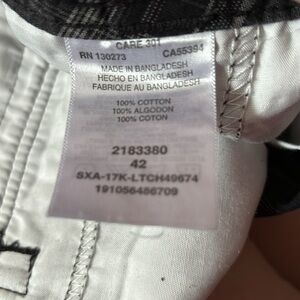 CARE 301
RN 130273 CA55394
MADE IN BANGLADESH
HECHO EN BANGLADESH
FABRIQUE AU BANGLADESH
100% COTTON
100% ALGODON
100% COTON
2183380
42
SXA-17K-LTCH49674
191056486709